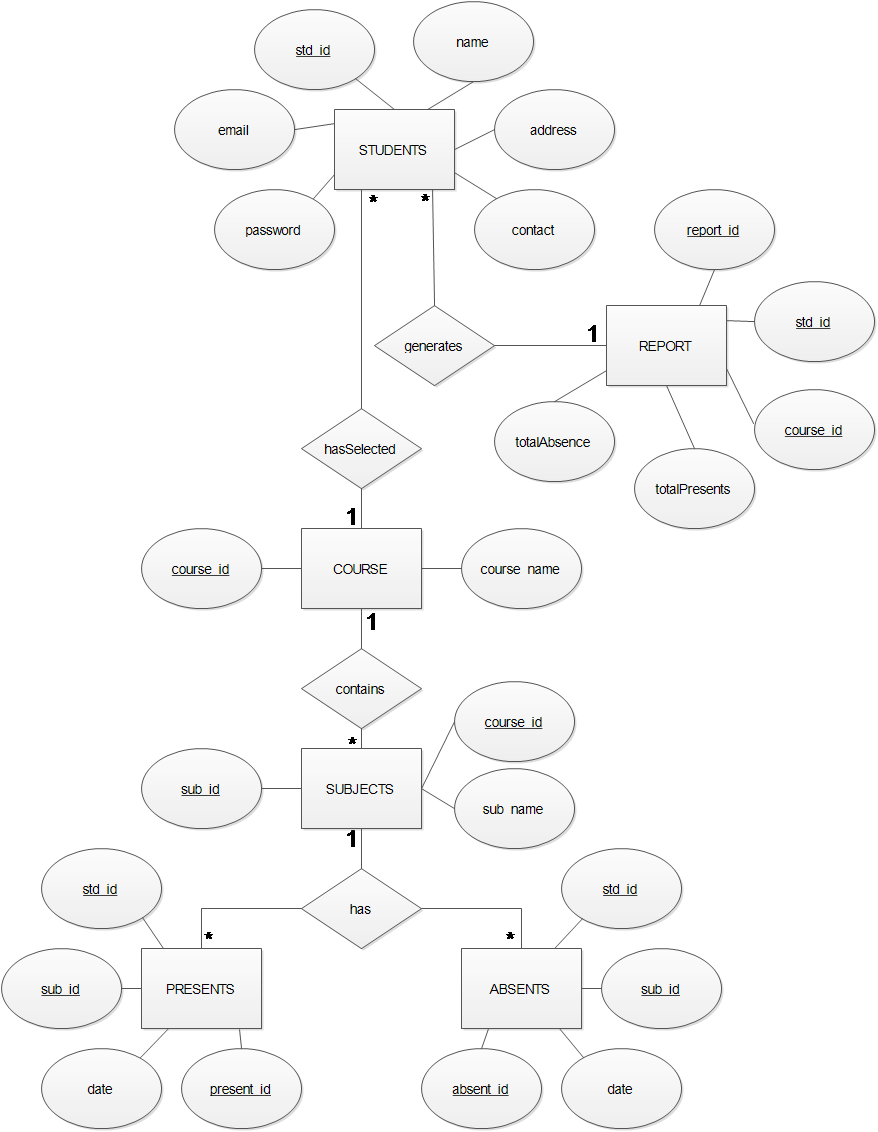 name
std_id
email
address
STUDENTS
*
*
password
contact
report_id
std_id
1
generates
REPORT
course_id
totalAbsence
hasSelected
totalPresents
1
course_id
COURSE
course_name
1
contains
course_id
*
sub_id
SUBJECTS
sub_name
1
std_id
has
std_id
*
*
sub_id
PRESENTS
ABSENTS
sub_id
date
present_id
absent_id
date